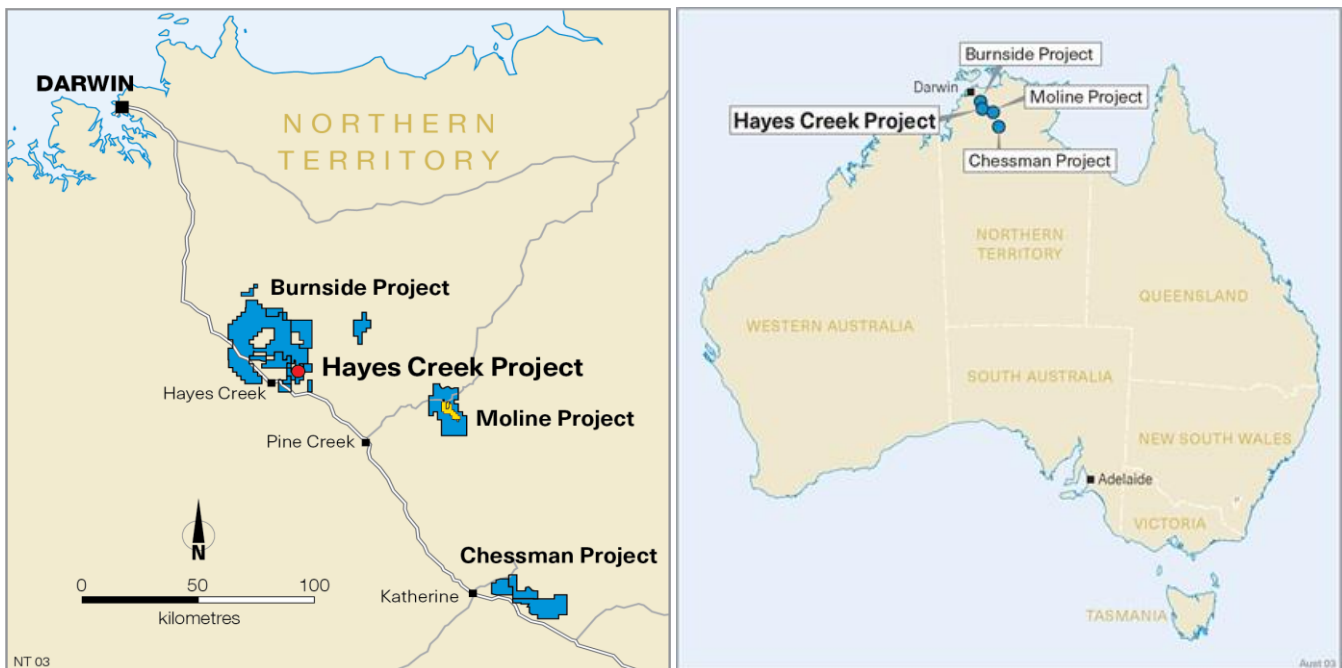 DARWIN
NORTHERN
TERRITORY
Burnside Project
Hayes Creek Project
Hayes Creek
Moline Project
Pine Creek
N
Chessman Project
0 50 100
kilometres
Katherine
NT 03
Burnside Project
Darwin
Moline Project
Hayes Creek Project
Chessman Project
NORTHERN
TERRITORY
QUEENSLAND
WESTERN AUSTRALIA
SOUTH AUSTRALIA
NEW SOUTH WALES
Adelaide
VICTORIA
TASMANIA
Aust 03